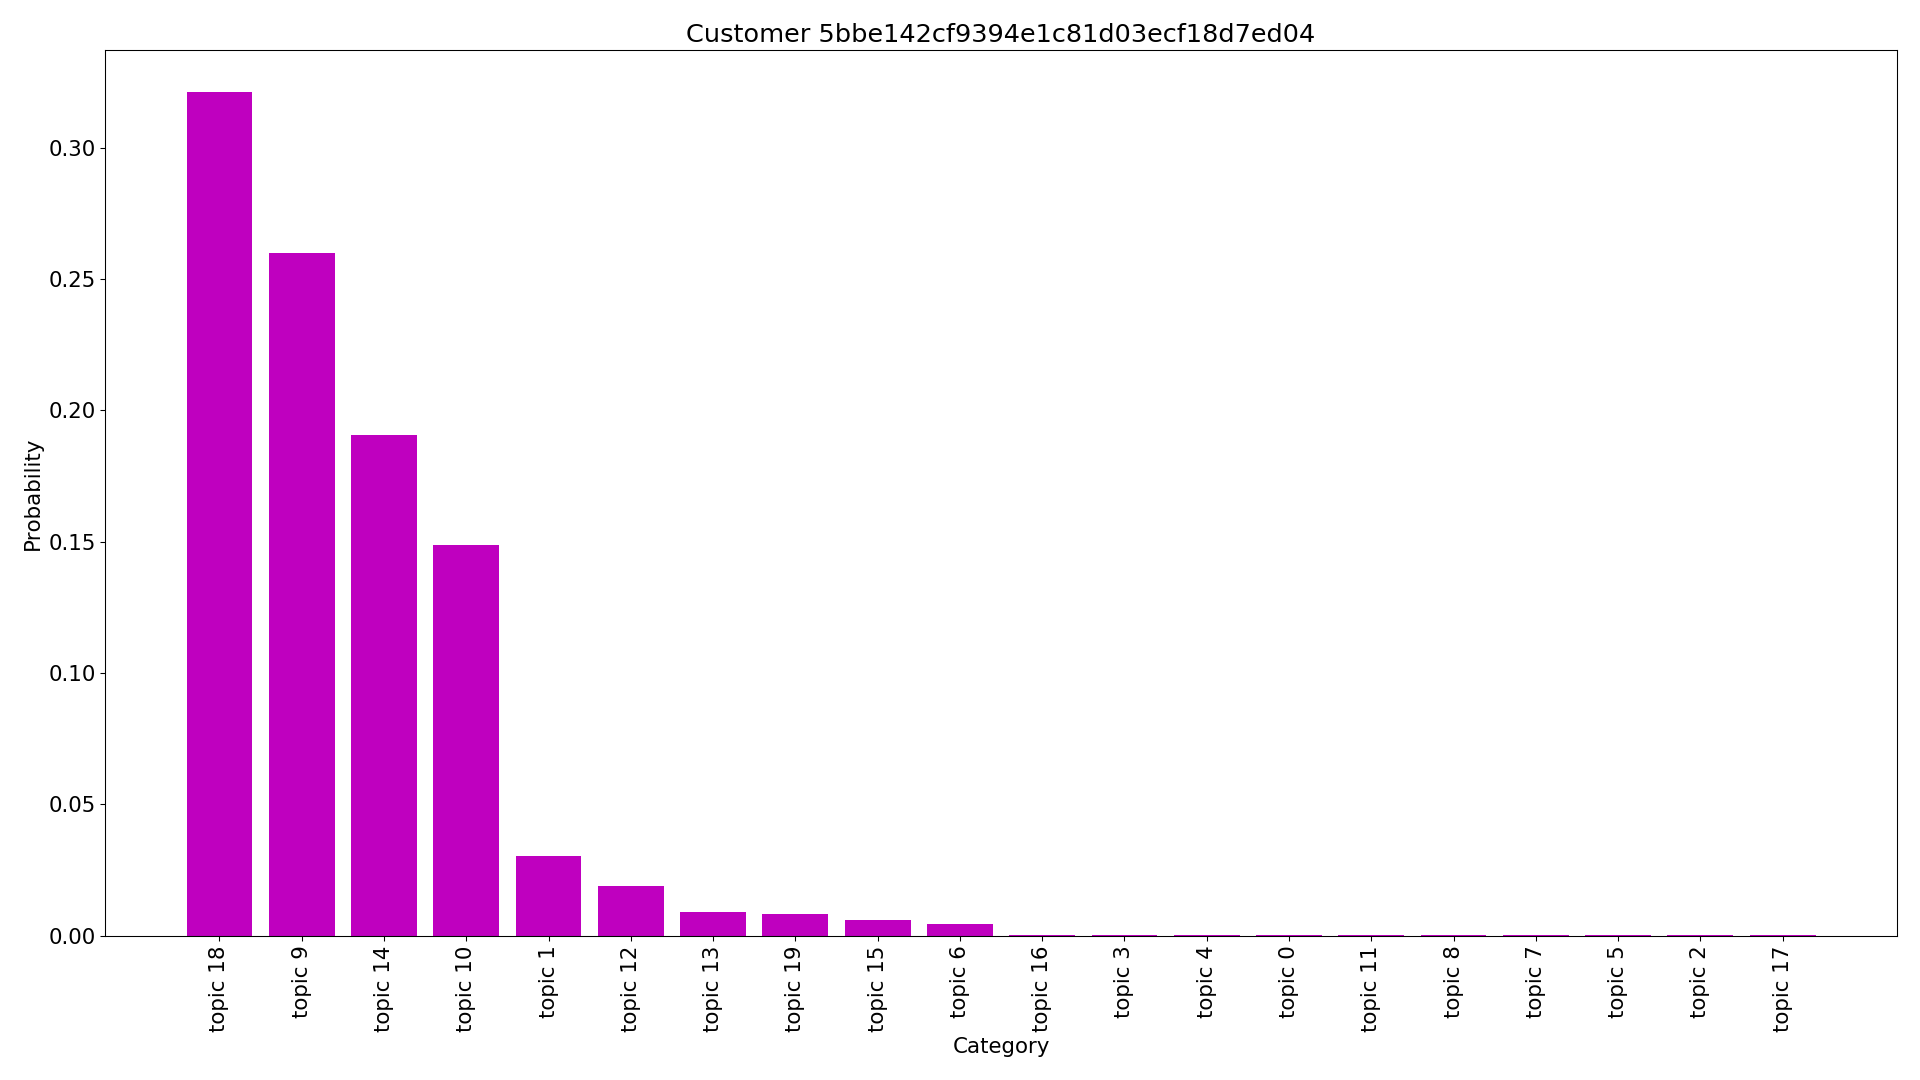 Customer 5bbe142cf9394e1c81d03ecf18d7ed04
Probability
0.30
0.25
0.20
0.15
0.10
0.05
0.00
topic 18
topic 9
topic 14
topic 10
topic 1
topic 12
topic 13
topic 19
topic 15
topic 6
topic 16
topic 3
topic 4
topic 0
topic 11
topic 8
topic 7
topic 5
topic 2
topic 17
Category